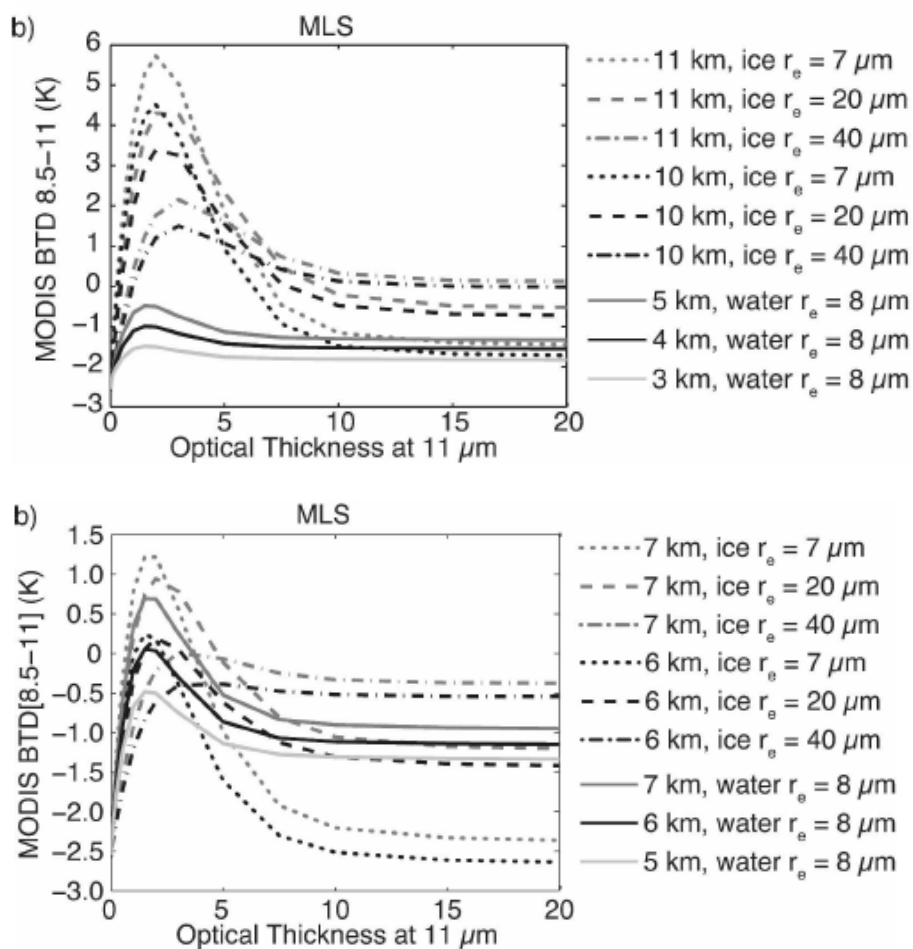 b)
MLS
MODIS BTD 8.5−11 (K)
6
5
4
3
2
1
0
−1
−2
−3
0
5
10
15
20
Optical Thickness at 11 µm
11 km, ice r_e = 7 µm
11 km, ice r_e = 20 µm
11 km, ice r_e = 40 µm
10 km, ice r_e = 7 µm
10 km, ice r_e = 20 µm
10 km, ice r_e = 40 µm
5 km, water r_e = 8 µm
4 km, water r_e = 8 µm
3 km, water r_e = 8 µm
b)
MLS
MODIS BTD[8.5−11] (K)
1.5
1.0
0.5
0
−0.5
−1.0
−1.5
−2.0
−2.5
−3.0
0
5
10
15
20
Optical Thickness at 11 µm
7 km, ice r_e = 7 µm
7 km, ice r_e = 20 µm
7 km, ice r_e = 40 µm
6 km, ice r_e = 7 µm
6 km, ice r_e = 20 µm
6 km, ice r_e = 40 µm
7 km, water r_e = 8 µm
6 km, water r_e = 8 µm
5 km, water r_e = 8 µm